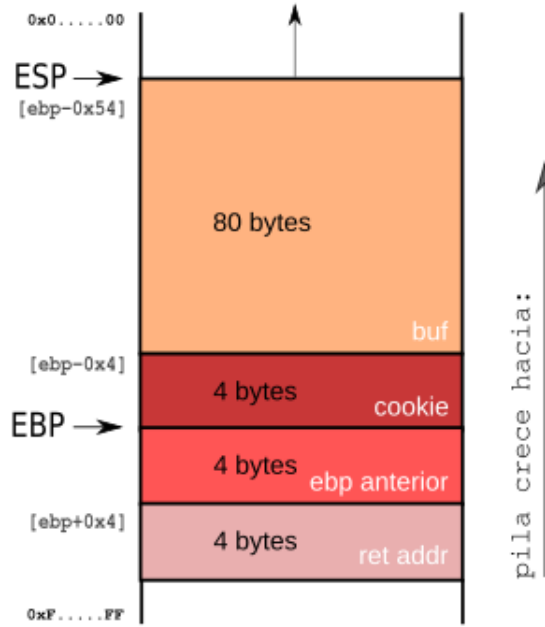 0x0.....00
ESP
[ebp-0x54]
80 bytes
buf
[ebp-0x4]
4 bytes
cookie
EBP
4 bytes
ebp anterior
[ebp+0x4]
4 bytes
ret addr
0xF.....FF
pila crece hacia: